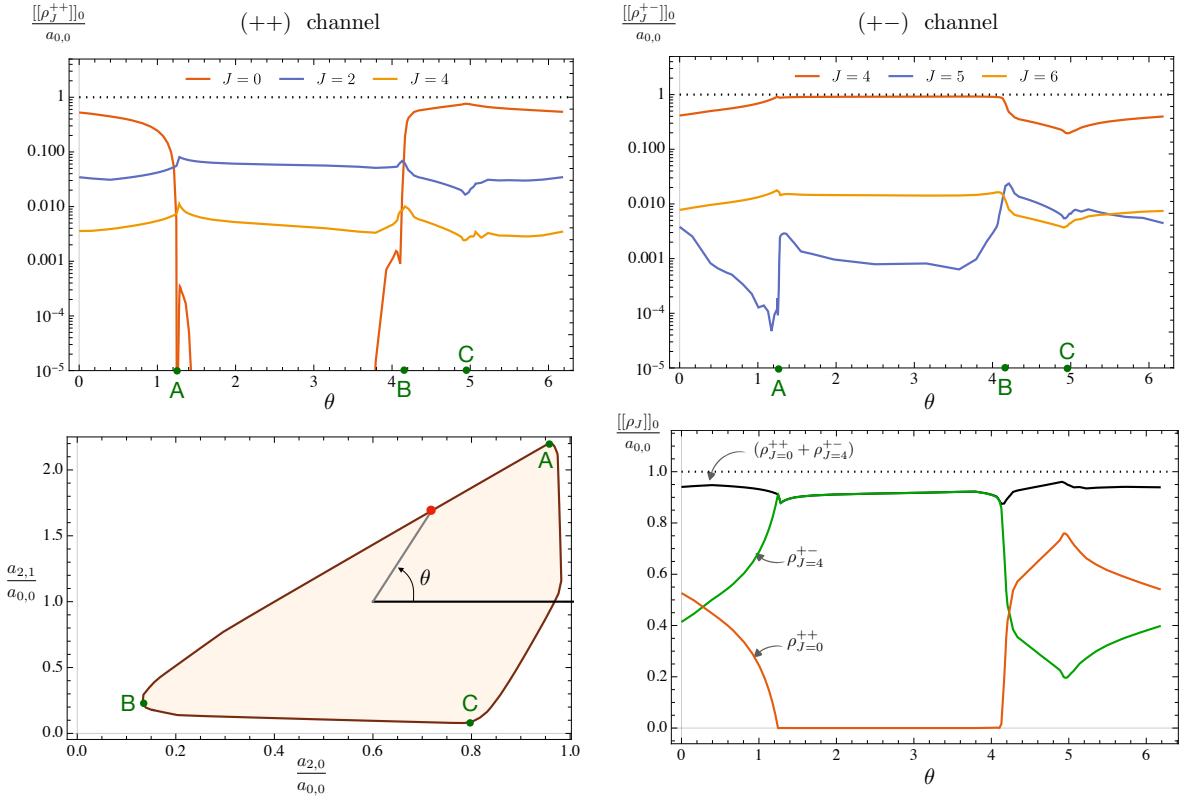 [[ρ_J^{++}]]_0 / a_{0,0}
(++) channel
J = 0 J = 2 J = 4
1
0.100
0.010
0.001
10^{-4}
10^{-5}
0 1 2 3 4 5 6
A B C
θ
[[ρ_J^{+-}]]_0 / a_{0,0}
(+−) channel
J = 4 J = 5 J = 6
1
0.100
0.010
0.001
10^{-4}
10^{-5}
0 1 2 3 4 5 6
A B C
θ
a_{2,1} / a_{0,0}
2.0
1.5
1.0
0.5
0.0
A
θ
B
C
0.0 0.2 0.4 0.6 0.8 1.0
a_{2,0} / a_{0,0}
[[ρ_J]]_0 / a_{0,0}
(ρ_{J=0}^{++} + ρ_{J=4}^{+-})
1.0
0.8
0.6
0.4
0.2
0.0
ρ_{J=4}^{+-}
ρ_{J=0}^{++}
0 1 2 3 4 5 6
θ